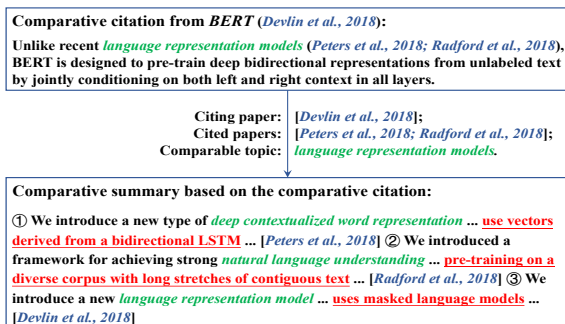 Comparative citation from BERT (Devlin et al., 2018):
Unlike recent language representation models (Peters et al., 2018; Radford et al., 2018),
BERT is designed to pre-train deep bidirectional representations from unlabeled text
by jointly conditioning on both left and right context in all layers.
Citing paper: [Devlin et al., 2018];
Cited papers: [Peters et al., 2018; Radford et al., 2018];
Comparable topic: language representation models.
Comparative summary based on the comparative citation:
① We introduce a new type of deep contextualized word representation ... use vectors
derived from a bidirectional LSTM ... [Peters et al., 2018] ② We introduced a
framework for achieving strong natural language understanding ... pre-training on a
diverse corpus with long stretches of contiguous text ... [Radford et al., 2018] ③ We
introduce a new language representation model ... uses masked language models ...
[Devlin et al., 2018]